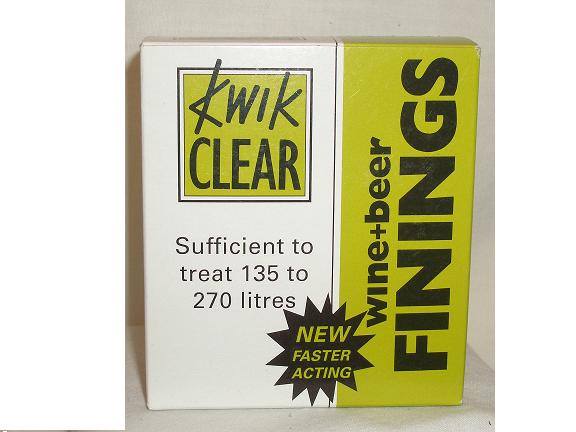 Kwik
CLEAR
Sufficient to
treat 135 to
270 litres
NEW
FASTER
ACTING
wine+beer
FININGS